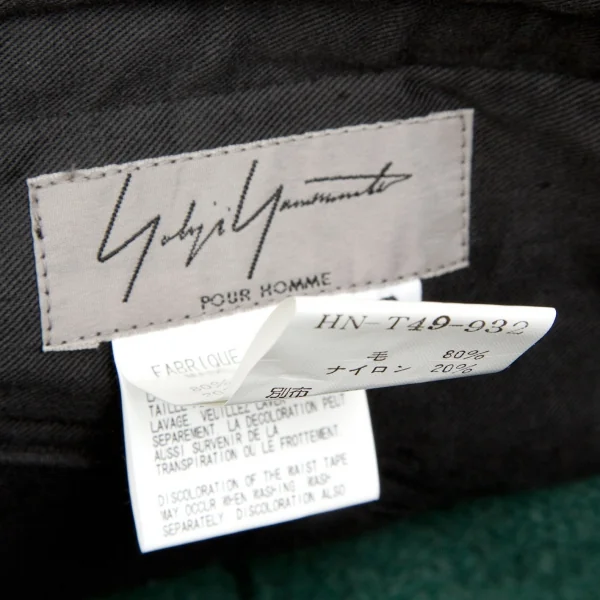 Yohji Yamamoto
POUR HOMME
HN-T49-932
毛 80%
ナイロン 20%
別布
FABRIQUE
80%
TAILLE
LAVAGE. VEUILLEZ LAVER
SEPAREMENT. LA DECOLORATION PEUT
AUSSI SURVENIR DE LA
TRANSPIRATION OU LE FROTTEMENT.
DISCOLORATION OF THE WAIST TAPE
MAY OCCUR WHEN WASHING. WASH
SEPARATELY. DISCOLORATION ALSO